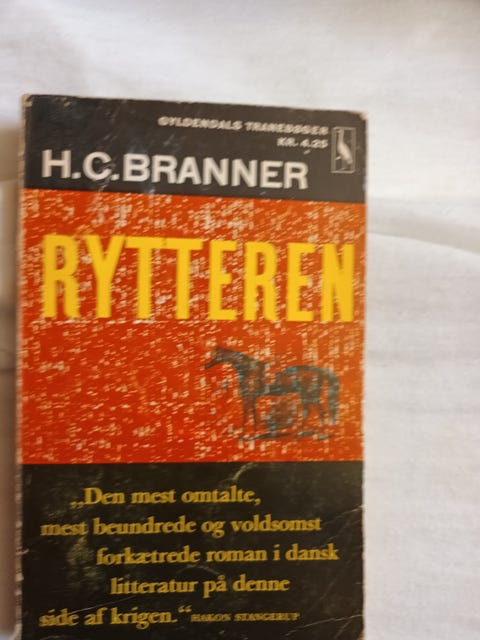 GYLDENDALS TRANEBØGER
KR. 4.25
H.C.BRANNER
RYTTEREN
„Den mest omtalte,
mest beundrede og voldsomst
forkætrede roman i dansk
litteratur på denne
side af krigen.“ HAKON STANGERUP